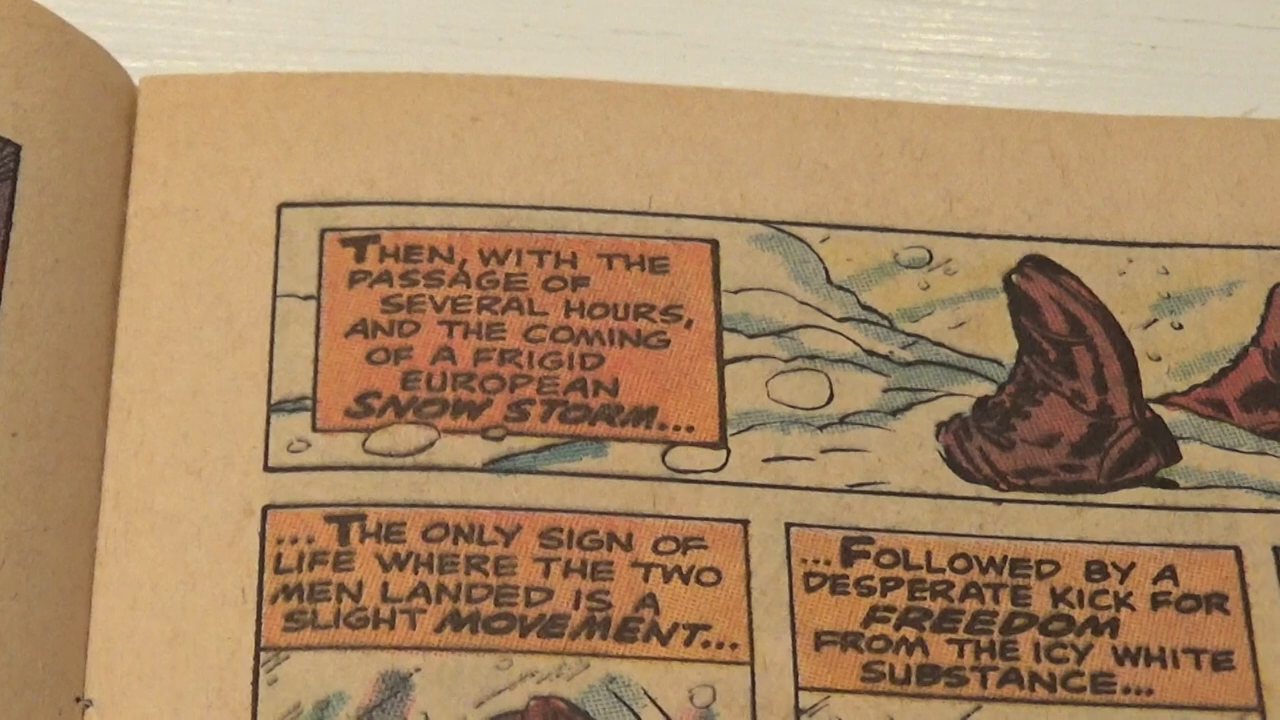 THEN, WITH THE
PASSAGE OF
SEVERAL HOURS,
AND THE COMING
OF A FRIGID
EUROPEAN
SNOW STORM...
... THE ONLY SIGN OF
LIFE WHERE THE TWO
MEN LANDED IS A
SLIGHT MOVEMENT...
...FOLLOWED BY A
DESPERATE KICK FOR
FREEDOM
FROM THE ICY WHITE
SUBSTANCE...